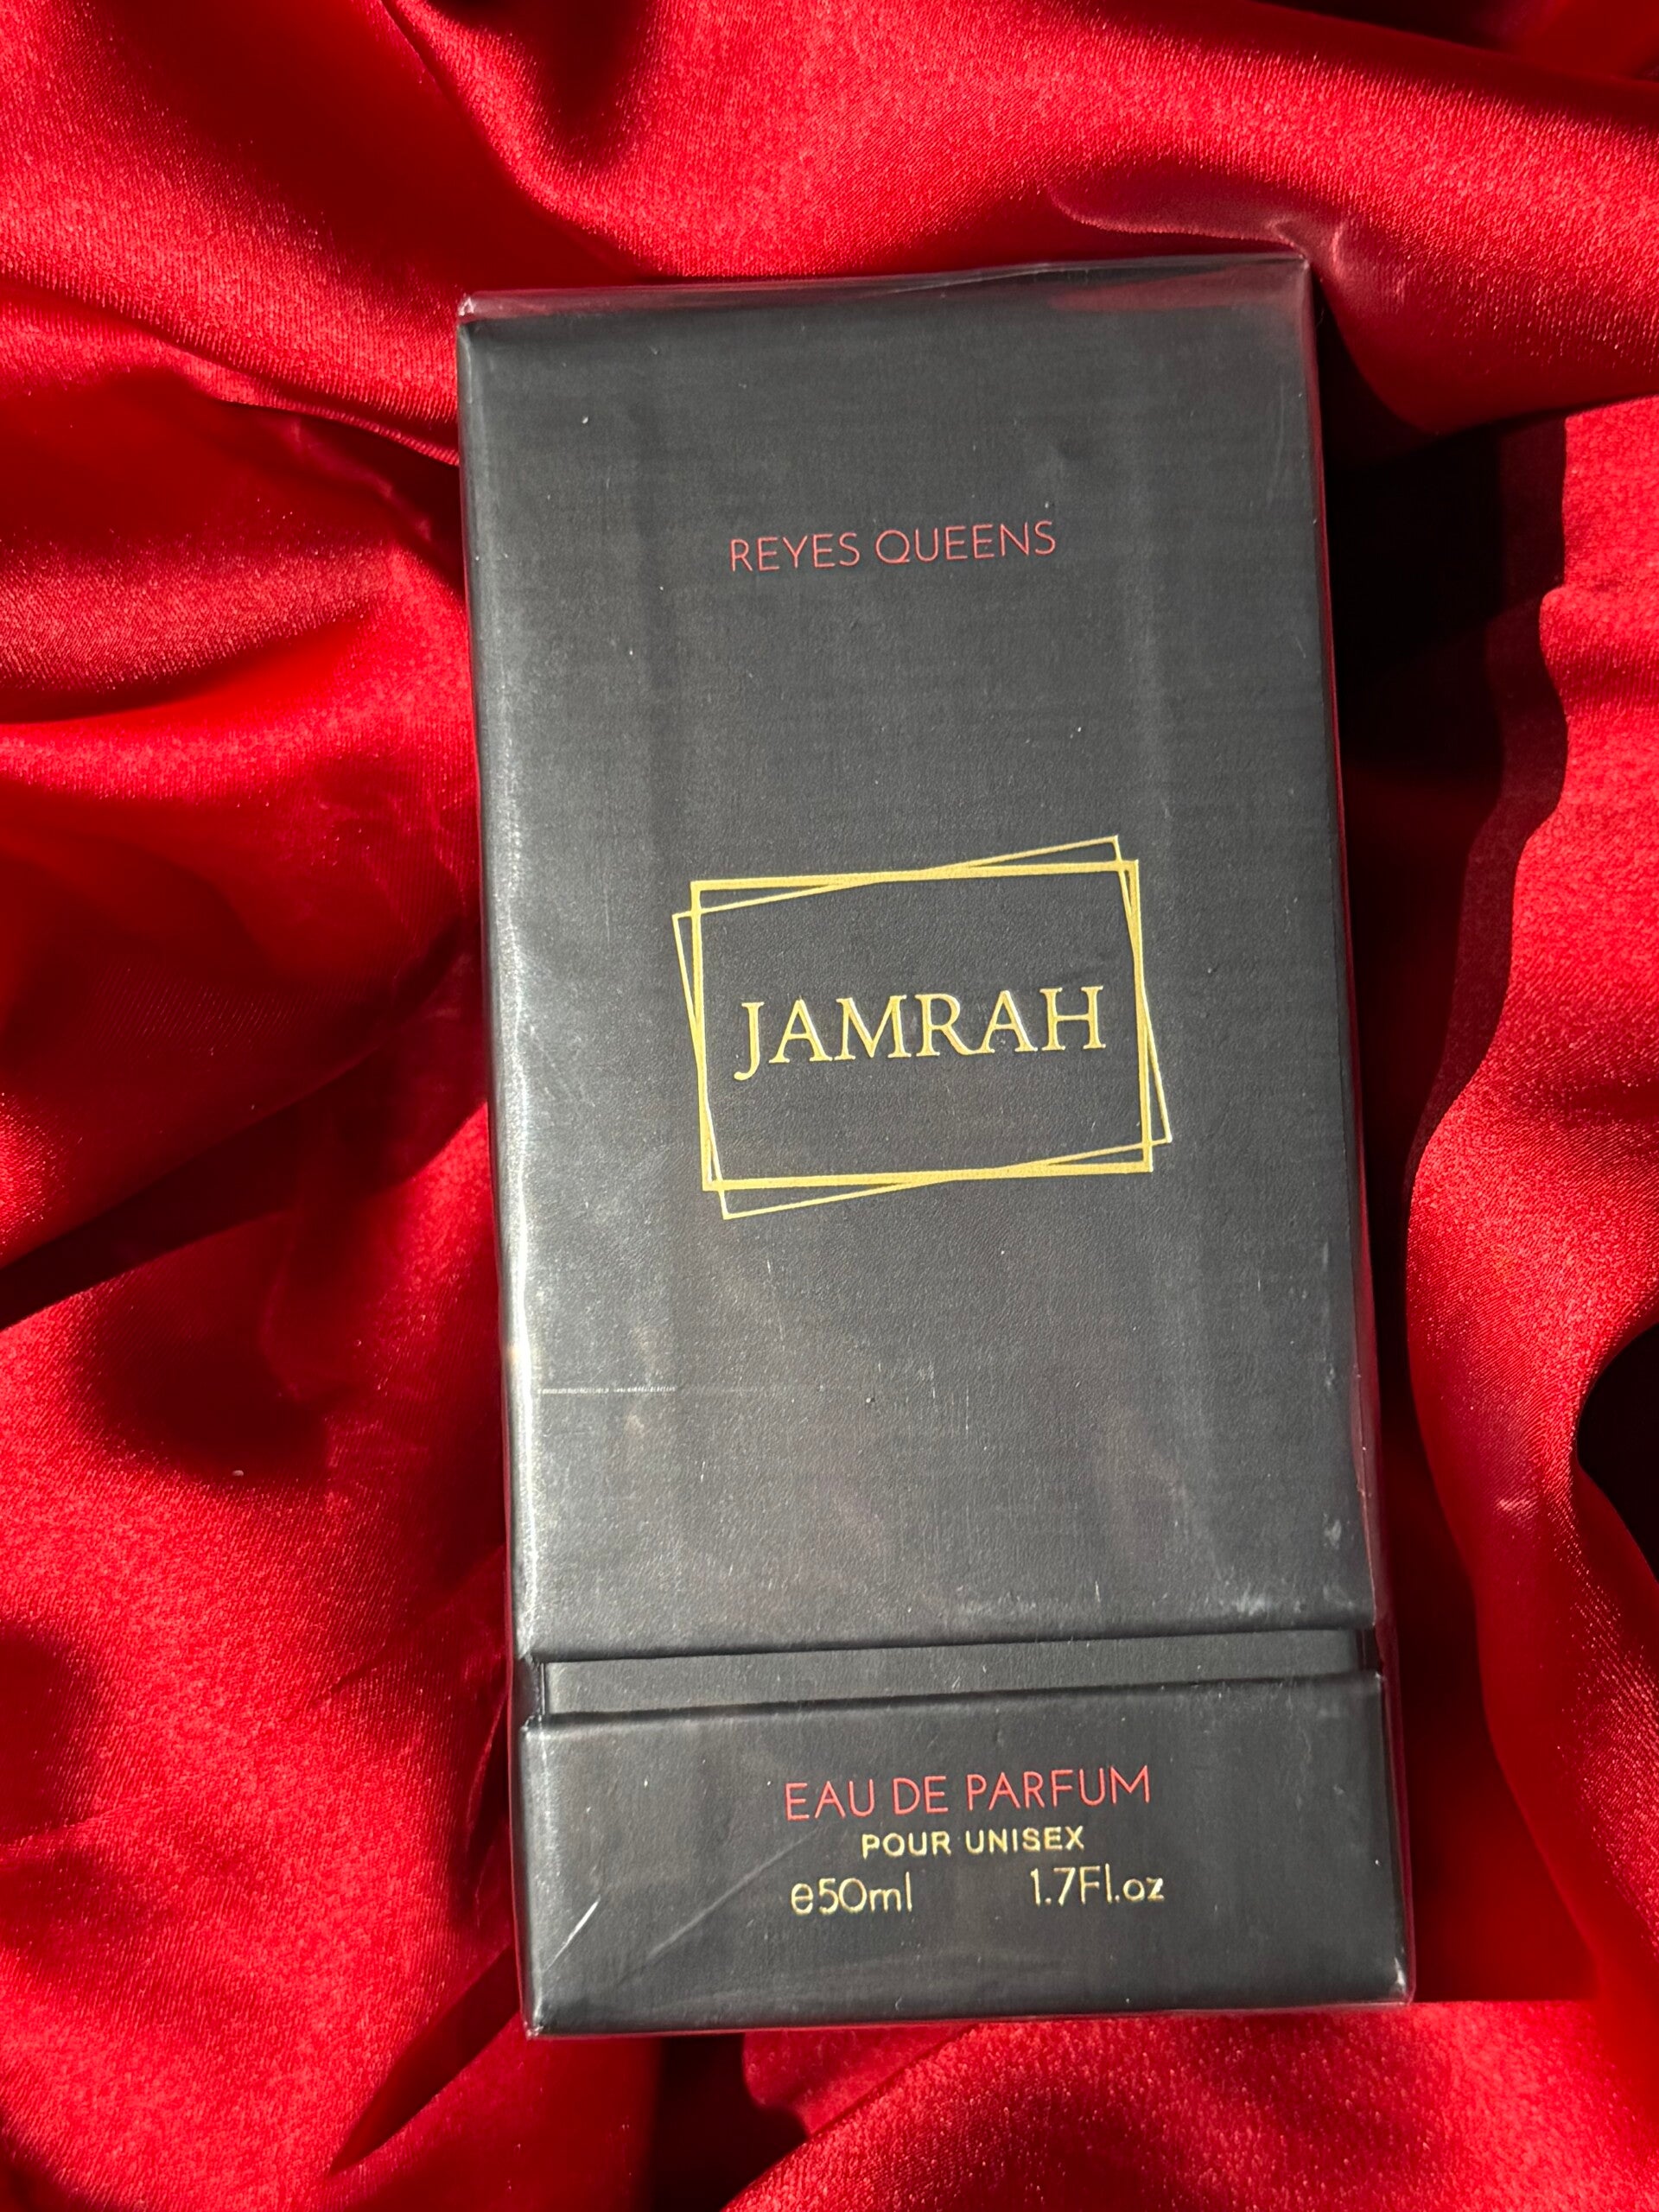 REYES QUEENS
JAMRAH
EAU DE PARFUM
POUR UNISEX
e50ml 1.7Fl.oz